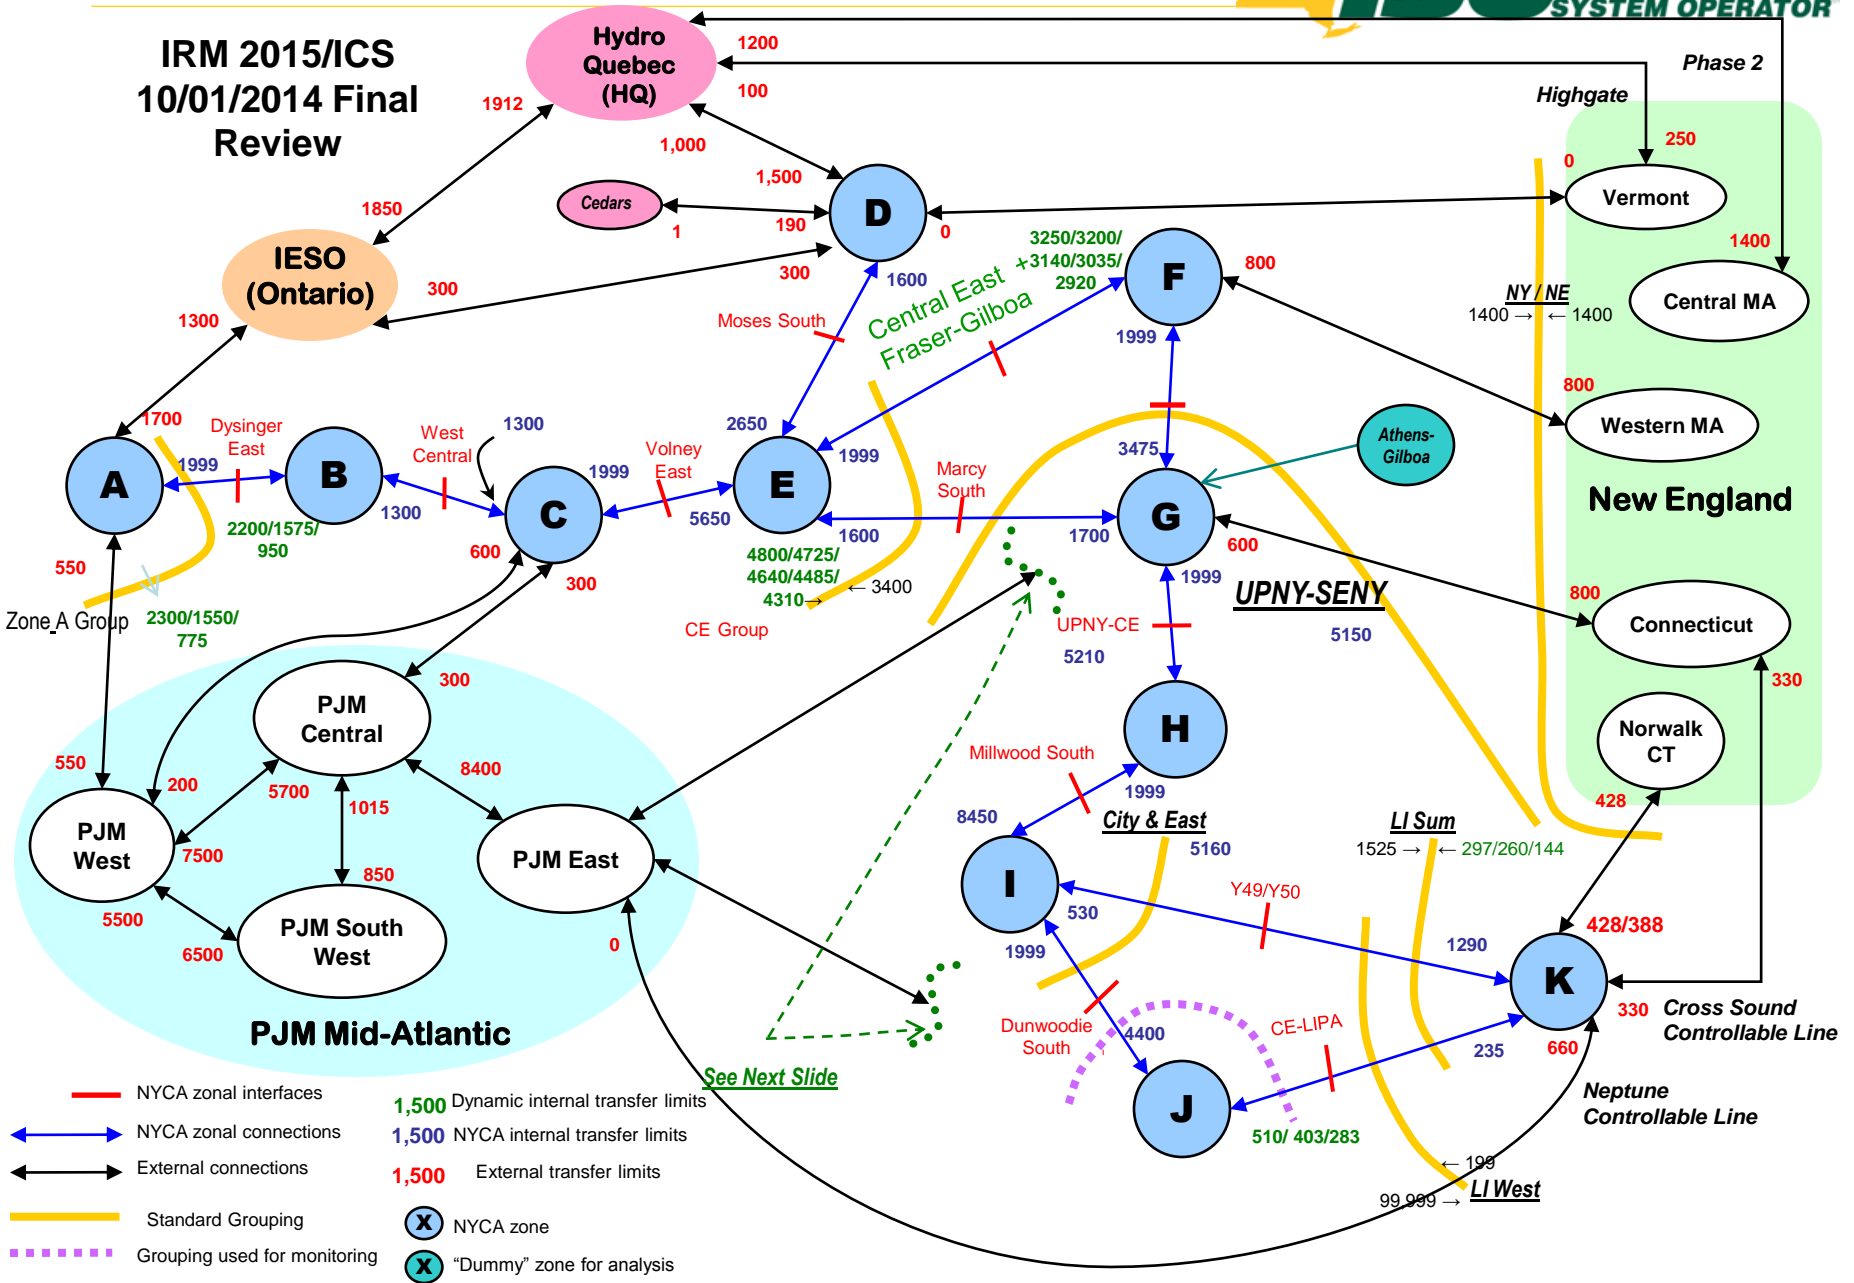 SYSTEM OPERATOR
IRM 2015/ICS
10/01/2014 Final
Review
Hydro
Quebec
(HQ)
1200
100
1912
1,000
1,500
Phase 2
Highgate
250
0
Vermont
Cedars
1
190
D
0
1850
IESO
(Ontario)
300
300
1300
1600
3250/3200/
+3140/3035/
2920
Central East
Fraser-Gilboa
Moses South
F
800
1999
1400
Central MA
NY / NE
1400 → ← 1400
800
Western MA
New England
1700
Dysinger
East
1999
A
B
West
Central
1300
1300
C
1999
Volney
East
2650
1999
E
5650
1600
Marcy
South
3475
G
1700
600
1999
Athens-
Gilboa
2200/1575/
950
550
600
300
4800/4725/
4640/4485/
4310→
← 3400
CE Group
Zone_A Group
2300/1550/
775
UPNY-SENY
5150
UPNY-CE
5210
800
Connecticut
330
Norwalk
CT
428
PJM
Central
300
550
200
5700
1015
8400
PJM
West
7500
850
5500
6500
PJM South
West
PJM East
0
PJM Mid-Atlantic
H
Millwood South
1999
8450
City & East
5160
LI Sum
1525 → ← 297/260/144
I
530
1999
Y49/Y50
1290
428/388
K
330
Cross Sound
Controllable Line
660
235
Dunwoodie
South
4400
CE-LIPA
J
510/ 403/283
Neptune
Controllable Line
← 199
99,999 → LI West
See Next Slide
NYCA zonal interfaces
NYCA zonal connections
External connections
Standard Grouping
Grouping used for monitoring
1,500 Dynamic internal transfer limits
1,500 NYCA internal transfer limits
1,500 External transfer limits
X NYCA zone
X "Dummy" zone for analysis